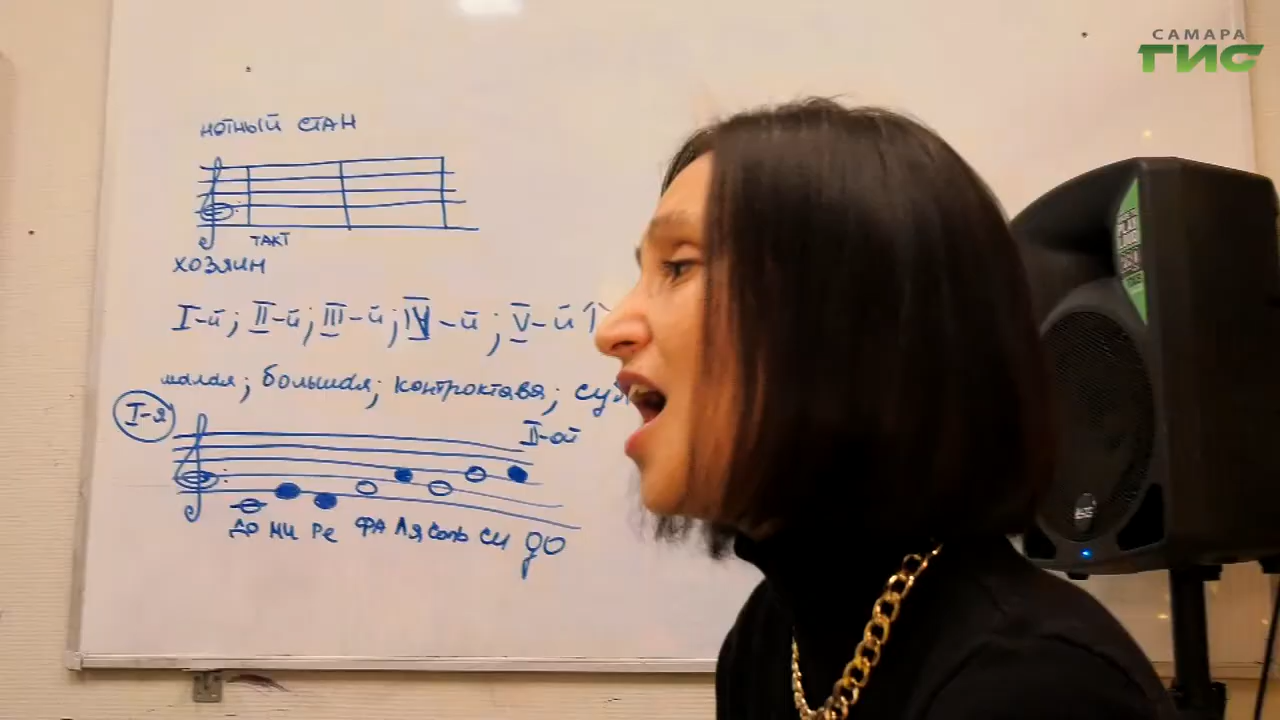 САМАРА
ГИС
НОТНЫЙ СТАН
ТАКТ
ХОЗЯИН
I-й; II-й; III-й; IV-й; V-й
малая; большая; контроктава;
I-я
II-ой
ДО МИ РЕ ФА ЛЯ СОЛЬ СИ ДО